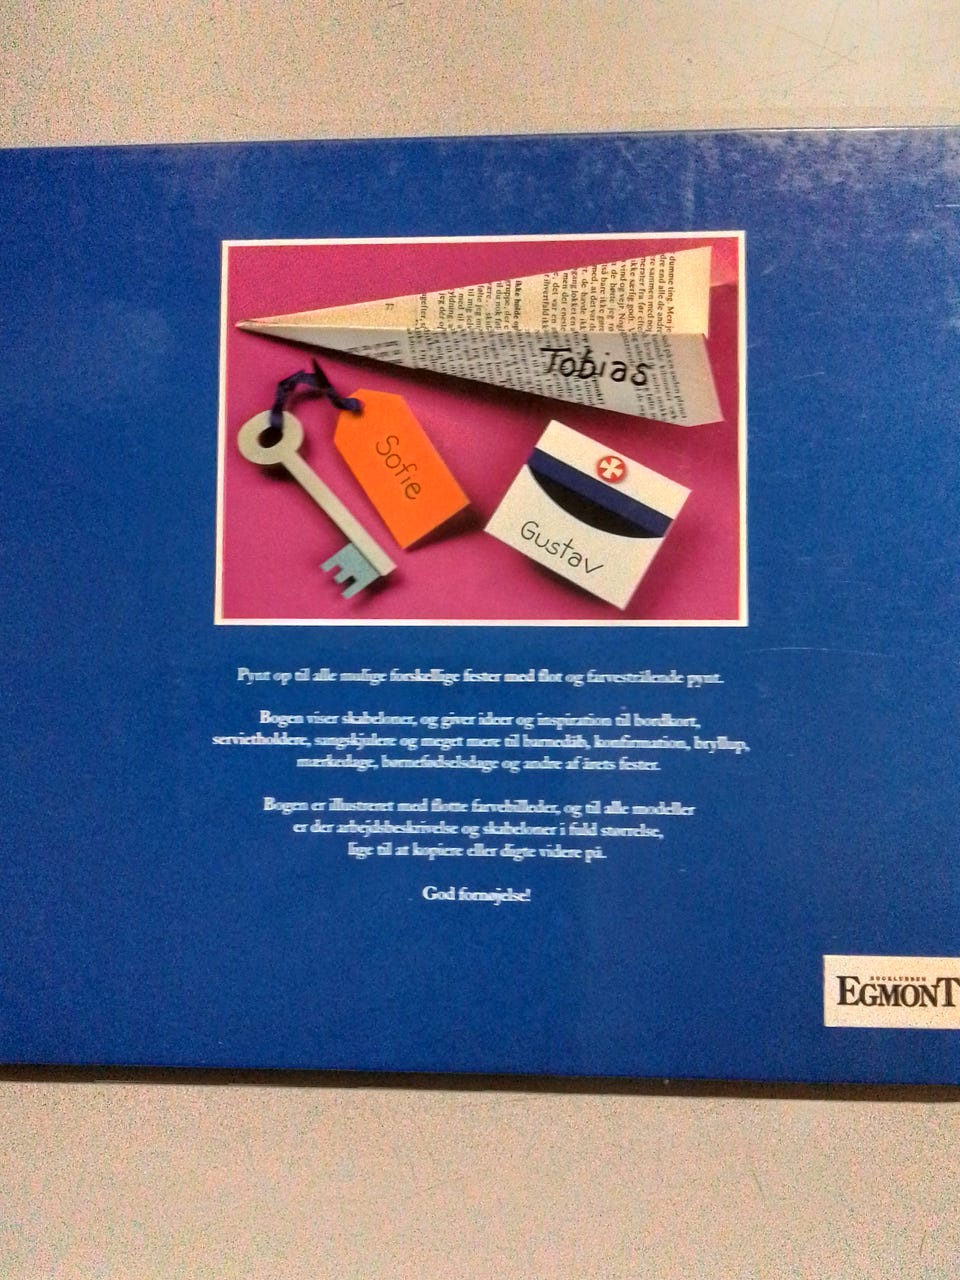 Tobias
Sofie
Gustav
Pynt op til alle mulige forskellige fester med flot og farvestrålende pynt.
Bogen viser skabeloner, og giver ideer og inspiration til bordkort,
servietholdere, sangskjulere og meget mere til barnedåb, konfirmation, bryllup,
mærkedage, børnefødselsdage og andre af årets fester.
Bogen er illustreret med flotte farvebilleder, og til alle modeller
er der arbejdsbeskrivelse og skabeloner i fuld størrelse,
lige til at kopiere eller digte videre på.
God fornøjelse!
BOGKLUBBEN
EGMONT